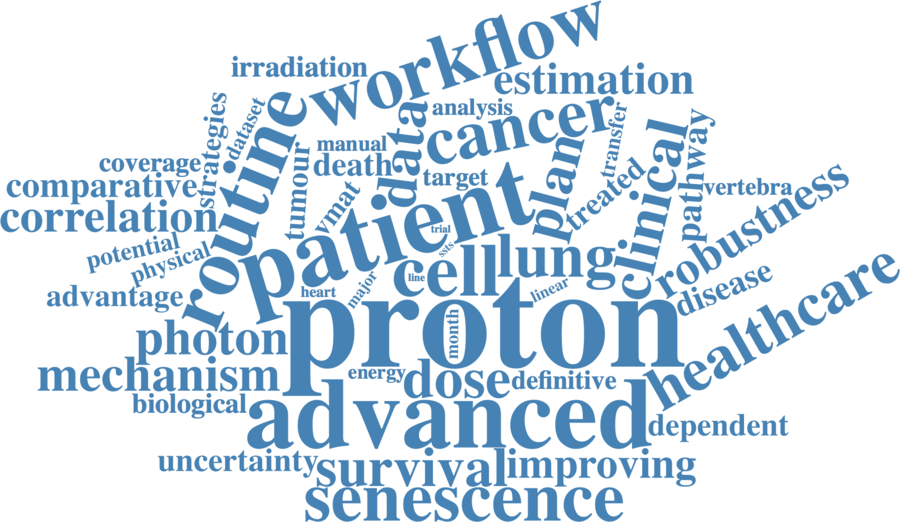 workflow
irradiation
estimation
routine
strategies
dataset
data
analysis
cancer
transfer
manual
death
coverage
comparative
correlation
tumour
vmat
target
patient
plan
treated
clinical
pathway
vertebra
robustness
potential
physical
trial
ssts
cell
lung
line
linear
disease
advantage
heart
major
healthcare
photon
proton
month
mechanism
energy
dose
definitive
biological
advanced
dependent
uncertainty
survival
improving
senescence